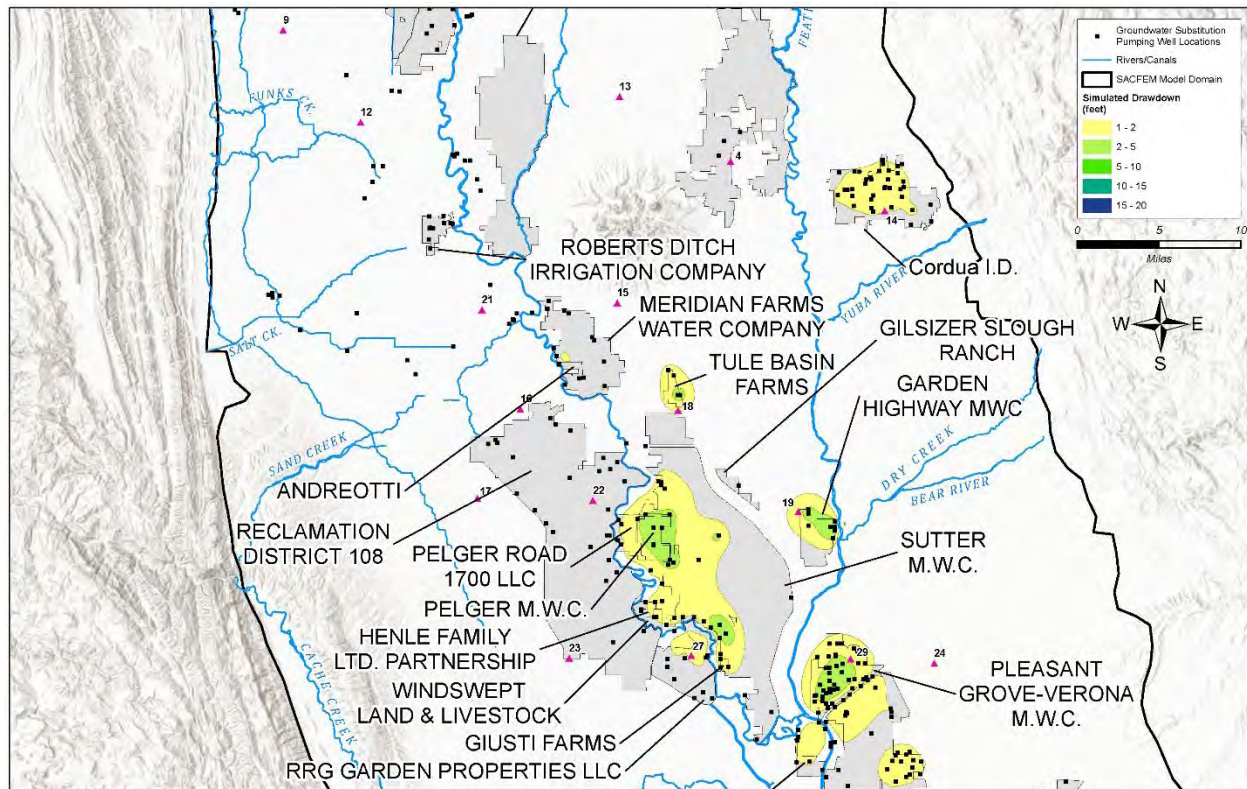 9
12
FUNKS CK.
13
4
FEATH
14
Cordua I.D.
YUBA RIVER
Groundwater Substitution
Pumping Well Locations
Rivers/Canals
SACFEM Model Domain
Simulated Drawdown
(feet)
1 - 2
2 - 5
5 - 10
10 - 15
15 - 20
0
5
10
Miles
N
W
E
S
ROBERTS DITCH
IRRIGATION COMPANY
21
15
MERIDIAN FARMS
WATER COMPANY
GILSIZER SLOUGH
RANCH
TULE BASIN
FARMS
GARDEN
HIGHWAY MWC
SALT CK.
16
18
SAND CREEK
DRY CREEK
BEAR RIVER
ANDREOTTI
17
22
19
RECLAMATION
DISTRICT 108
PELGER ROAD
1700 LLC
SUTTER
M.W.C.
PELGER M.W.C.
HENLE FAMILY
LTD. PARTNERSHIP
23
27
29
24
CACHE CREEK
WINDSWEPT
LAND & LIVESTOCK
PLEASANT
GROVE-VERONA
M.W.C.
GIUSTI FARMS
RRG GARDEN PROPERTIES LLC